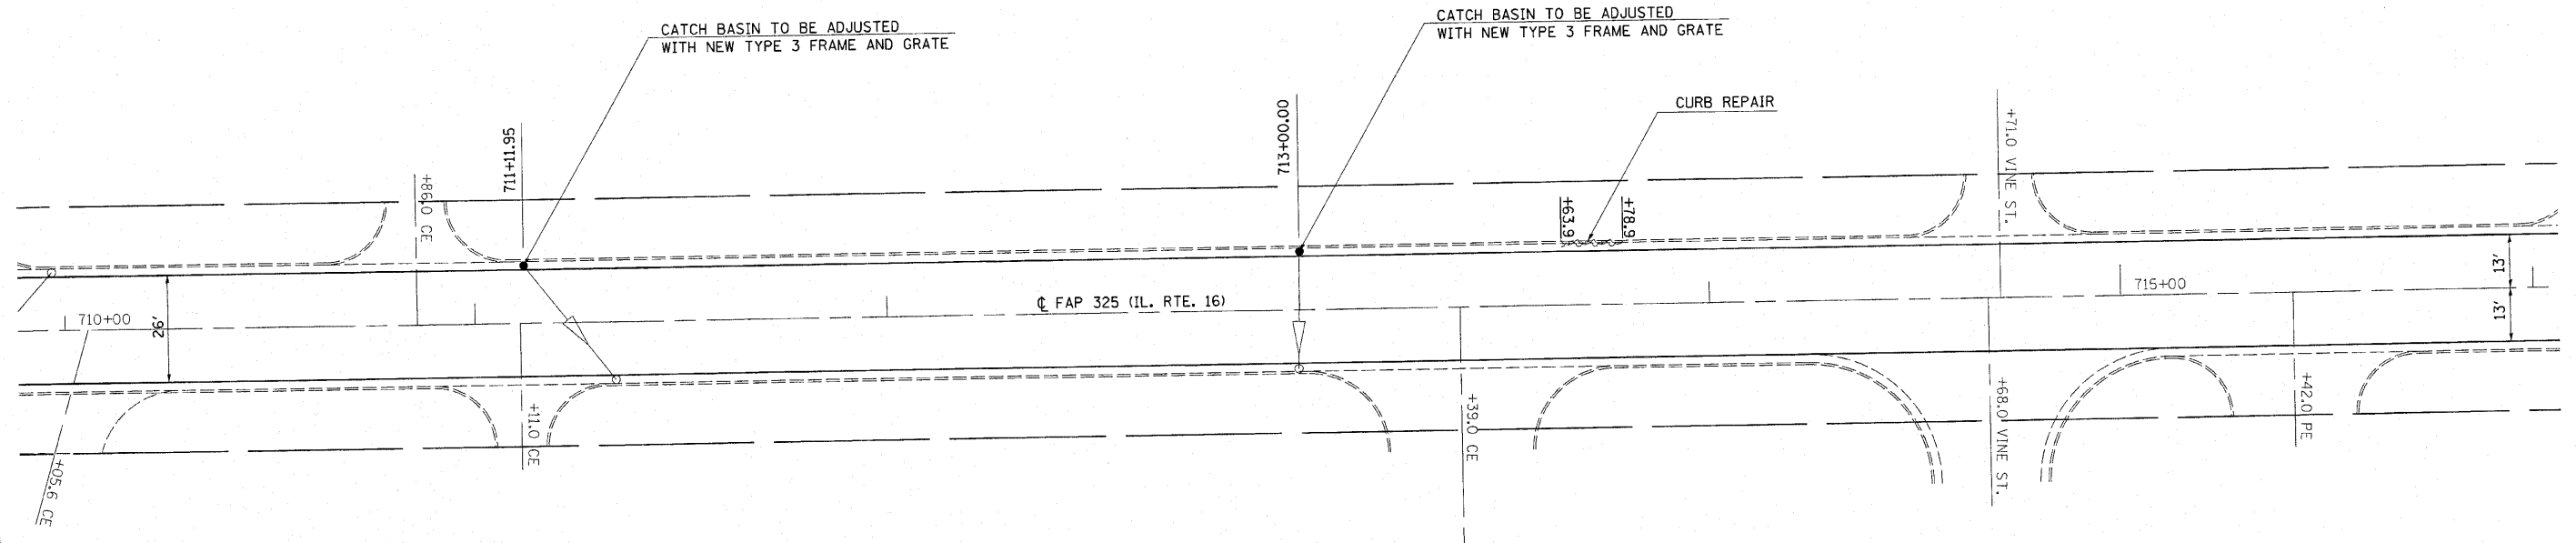 CATCH BASIN TO BE ADJUSTED
WITH NEW TYPE 3 FRAME AND GRATE
CATCH BASIN TO BE ADJUSTED
WITH NEW TYPE 3 FRAME AND GRATE
CURB REPAIR
+86.0 CE
711+11.95
713+00.00
+63.9
+78.9
+71.0 VINE ST.
710+00
26'
℄ FAP 325 (IL. RTE. 16)
715+00
13'
13'
+05.6 CE
+11.0 CE
+39.0 CE
+68.0 VINE ST.
+42.0 PE